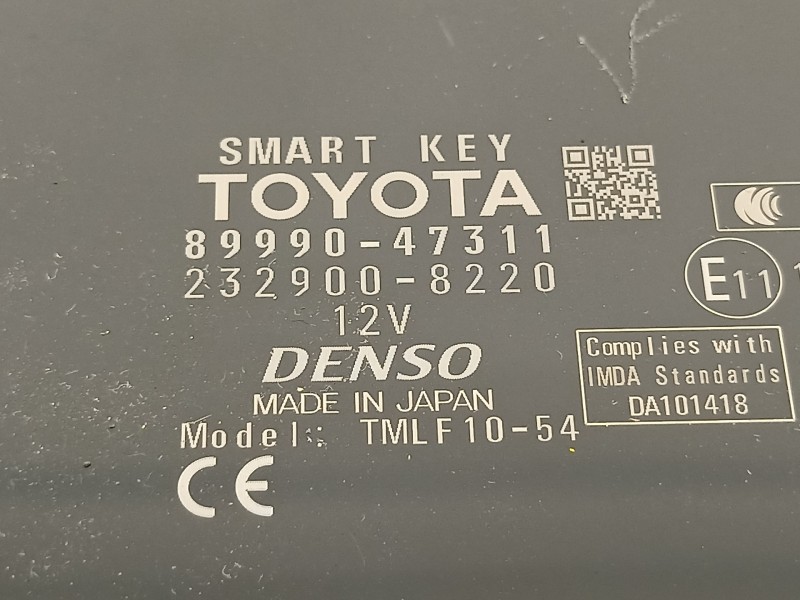 SMART KEY
TOYOTA
89990-47311
232900-8220
12V
DENSO
MADE IN JAPAN
Model: TMLF10-54
CE
CCC
E11
Complies with
IMDA Standards
DA101418